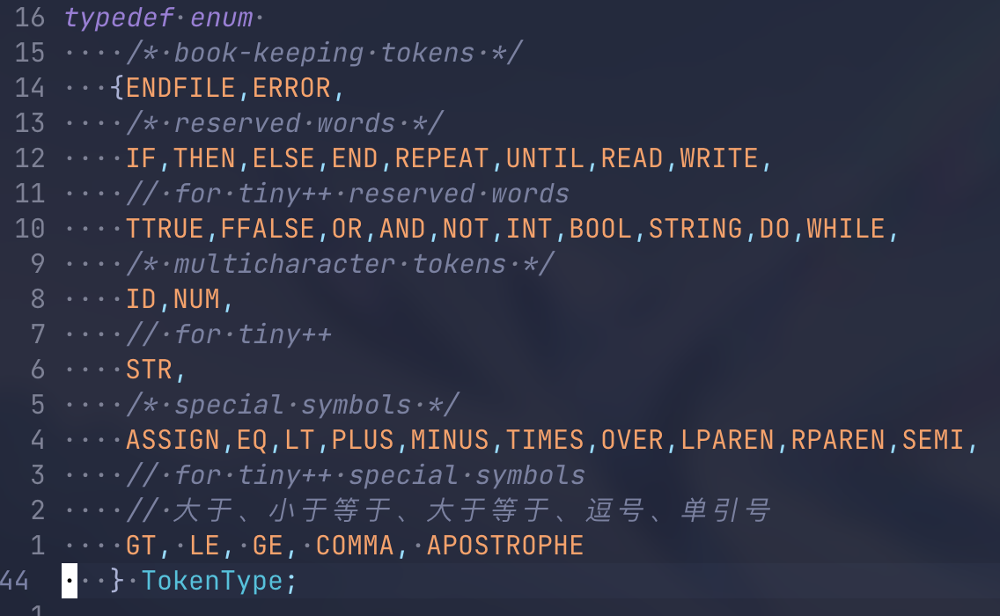 16 typedef enum
15 /* book-keeping tokens */
14 {ENDFILE,ERROR,
13 /* reserved words */
12 IF,THEN,ELSE,END,REPEAT,UNTIL,READ,WRITE,
11 // for tiny++ reserved words
10 TTRUE,FFALSE,OR,AND,NOT,INT,BOOL,STRING,DO,WHILE,
9 /* multicharacter tokens */
8 ID,NUM,
7 // for tiny++
6 STR,
5 /* special symbols */
4 ASSIGN,EQ,LT,PLUS,MINUS,TIMES,OVER,LPAREN,RPAREN,SEMI,
3 // for tiny++ special symbols
2 // 大于、小于等于、大于等于、逗号、单引号
1 GT, LE, GE, COMMA, APOSTROPHE
44 } TokenType;
1